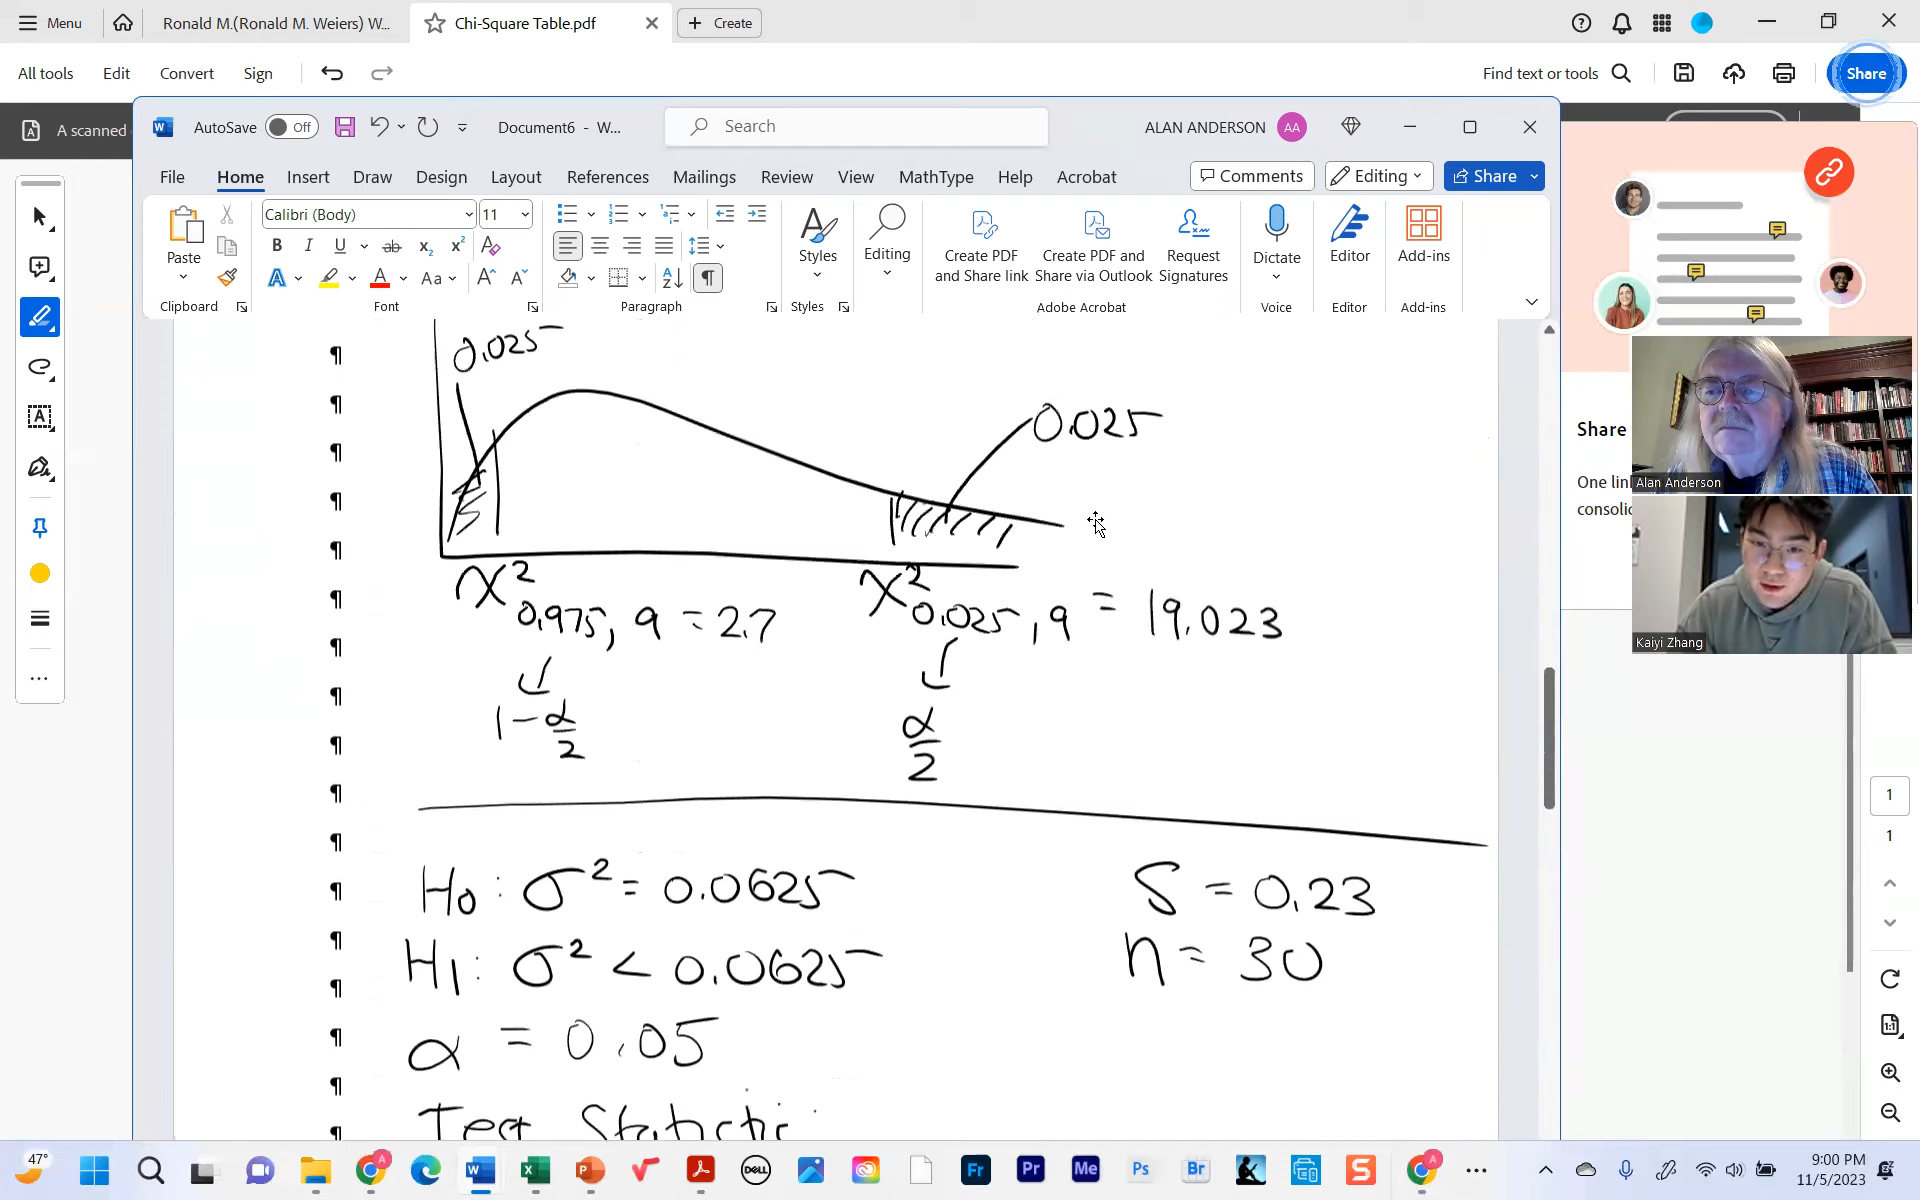 Menu
Ronald M.(Ronald M. Weiers) W...
Chi-Square Table.pdf
Create
All tools
Edit
Convert
Sign
Find text or tools
Share
A scanned
AutoSave
Off
Document6 - W...
Search
ALAN ANDERSON
AA
File
Home
Insert
Draw
Design
Layout
References
Mailings
Review
View
MathType
Help
Acrobat
Comments
Editing
Share
Paste
Calibri (Body)
11
Styles
Editing
Create PDF and Share link
Create PDF and Share via Outlook
Request Signatures
Dictate
Editor
Add-ins
Clipboard
Font
Paragraph
Styles
Adobe Acrobat
Voice
Editor
Add-ins
0.025
0.025
χ² 0.975, 9 = 2.7
χ² 0.025, 9 = 19.023
1 - α/2
α/2
H0: σ² = 0.0625
S = 0.23
H1: σ² < 0.0625
n = 30
α = 0.05
Test Statistic
Share
One lin
consolid
Alan Anderson
Kaiyi Zhang
1
1
47°
9:00 PM
11/5/2023